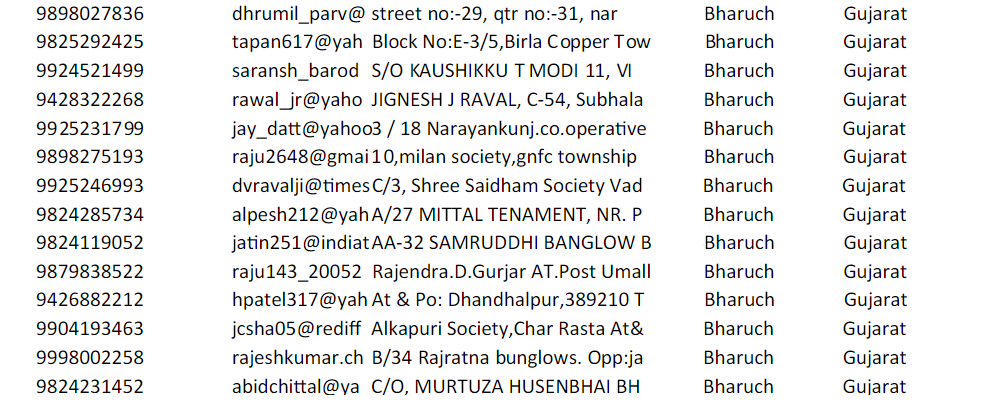 9898027836 dhrumil_parv@ street no:-29, qtr no:-31, nar Bharuch Gujarat
9825292425 tapan617@yah Block No:E-3/5,Birla Copper Tow Bharuch Gujarat
9924521499 saransh_barod S/O KAUSHIKKU T MODI 11, VI Bharuch Gujarat
9428322268 rawal_jr@yaho JIGNESH J RAVAL, C-54, Subhala Bharuch Gujarat
9925231799 jay_datt@yahoo 3 / 18 Narayankunj.co.operative Bharuch Gujarat
9898275193 raju2648@gmai 10,milan society,gnfc township Bharuch Gujarat
9925246993 dvravalji@times C/3, Shree Saidham Society Vad Bharuch Gujarat
9824285734 alpesh212@yah A/27 MITTAL TENAMENT, NR. P Bharuch Gujarat
9824119052 jatin251@indiat AA-32 SAMRUDDHI BANGLOW B Bharuch Gujarat
9879838522 raju143_20052 Rajendra.D.Gurjar AT.Post Umall Bharuch Gujarat
9426882212 hpatel317@yah At & Po: Dhandhalpur,389210 T Bharuch Gujarat
9904193463 jcsha05@rediff Alkapuri Society,Char Rasta At& Bharuch Gujarat
9998002258 rajeshkumar.ch B/34 Rajratna bunglows. Opp:ja Bharuch Gujarat
9824231452 abidchittal@ya C/O, MURTUZA HUSENBHAI BH Bharuch Gujarat